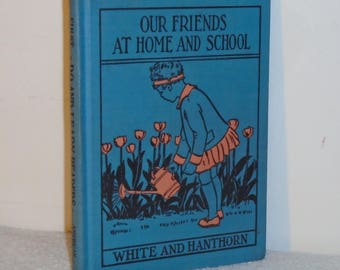 OUR FRIENDS
AT HOME AND SCHOOL
WHITE AND HANTHORN